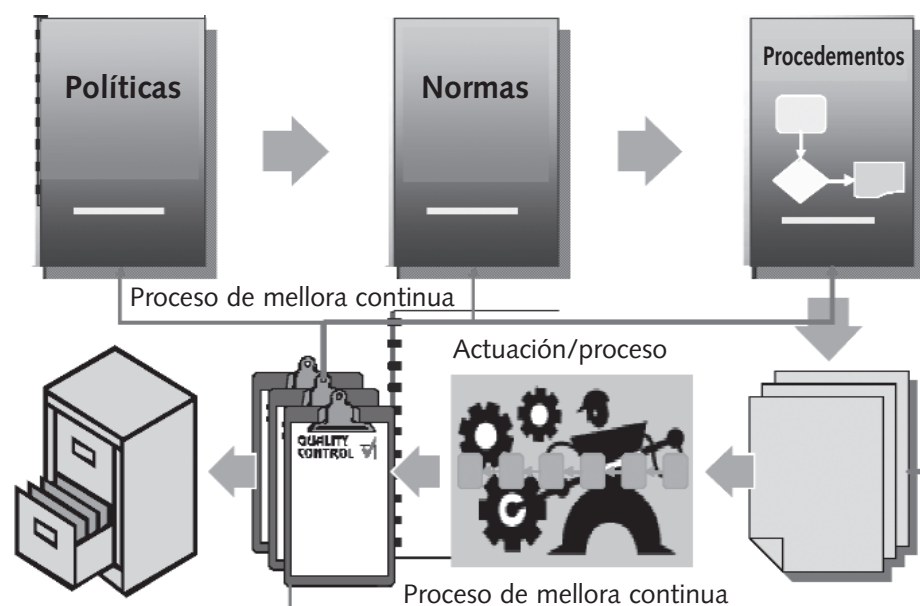 Políticas
Normas
Procedementos
Proceso de mellora continua
Actuación/proceso
QUALITY
CONTROL
Proceso de mellora continua